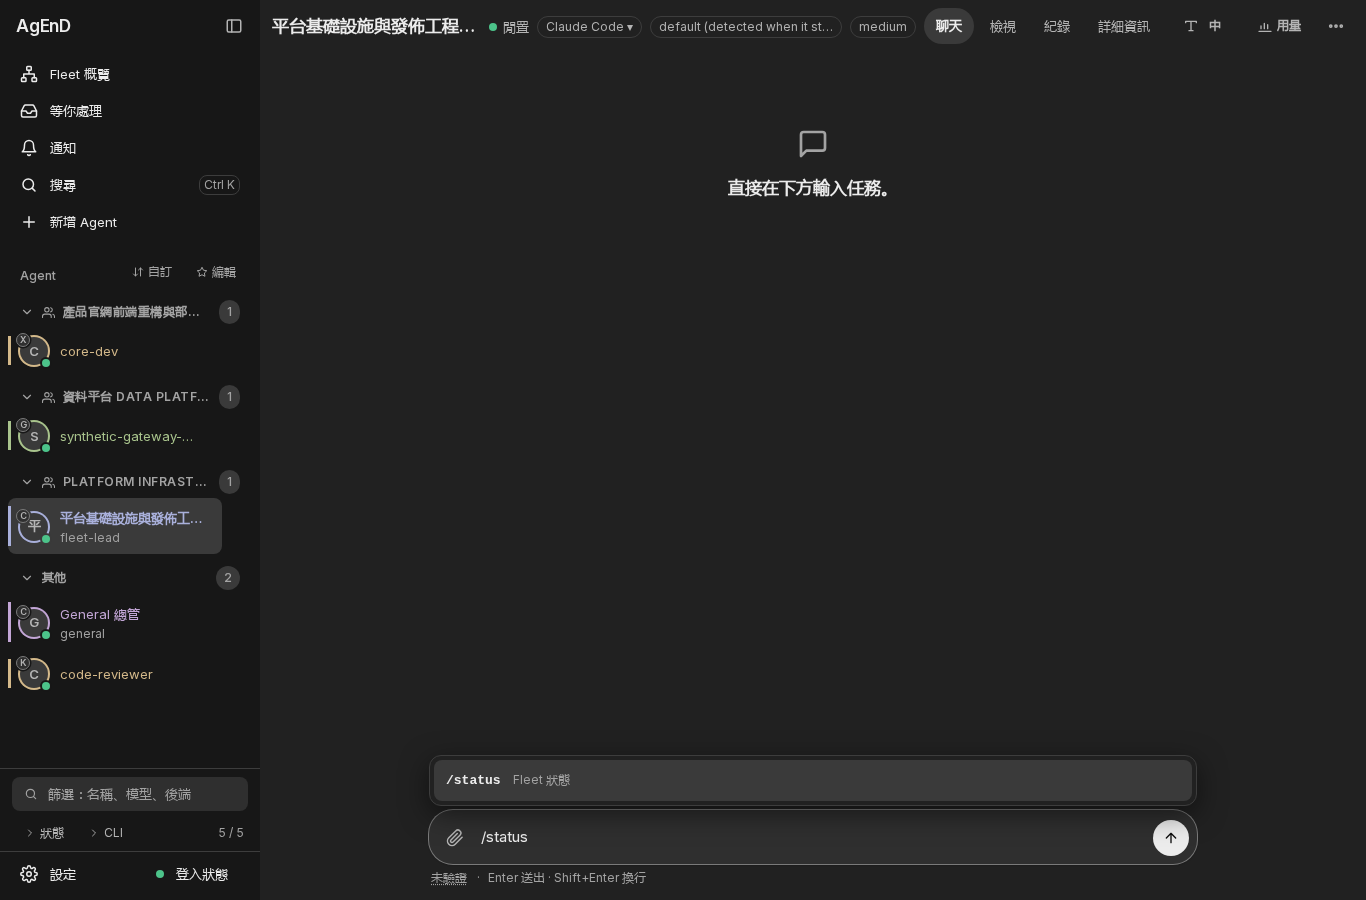 AgEnD
Fleet 概覽
等你處理
通知
搜尋 Ctrl K
新增 Agent
Agent 自訂 編輯
產品官網前端重構與部… 1
X C core-dev
資料平台 DATA PLATF… 1
G S synthetic-gateway-…
PLATFORM INFRAST… 1
C 平 平台基礎設施與發佈工…
fleet-lead
其他 2
C G General 總管
general
K C code-reviewer
篩選：名稱、模型、後端
狀態 CLI 5 / 5
設定 登入狀態
平台基礎設施與發佈工程… 閒置 Claude Code ▾ default (detected when it st… medium 聊天 檢視 紀錄 詳細資訊 T 中 用量 •••
直接在下方輸入任務。
/status Fleet 狀態
/status
未驗證 · Enter 送出 · Shift+Enter 換行